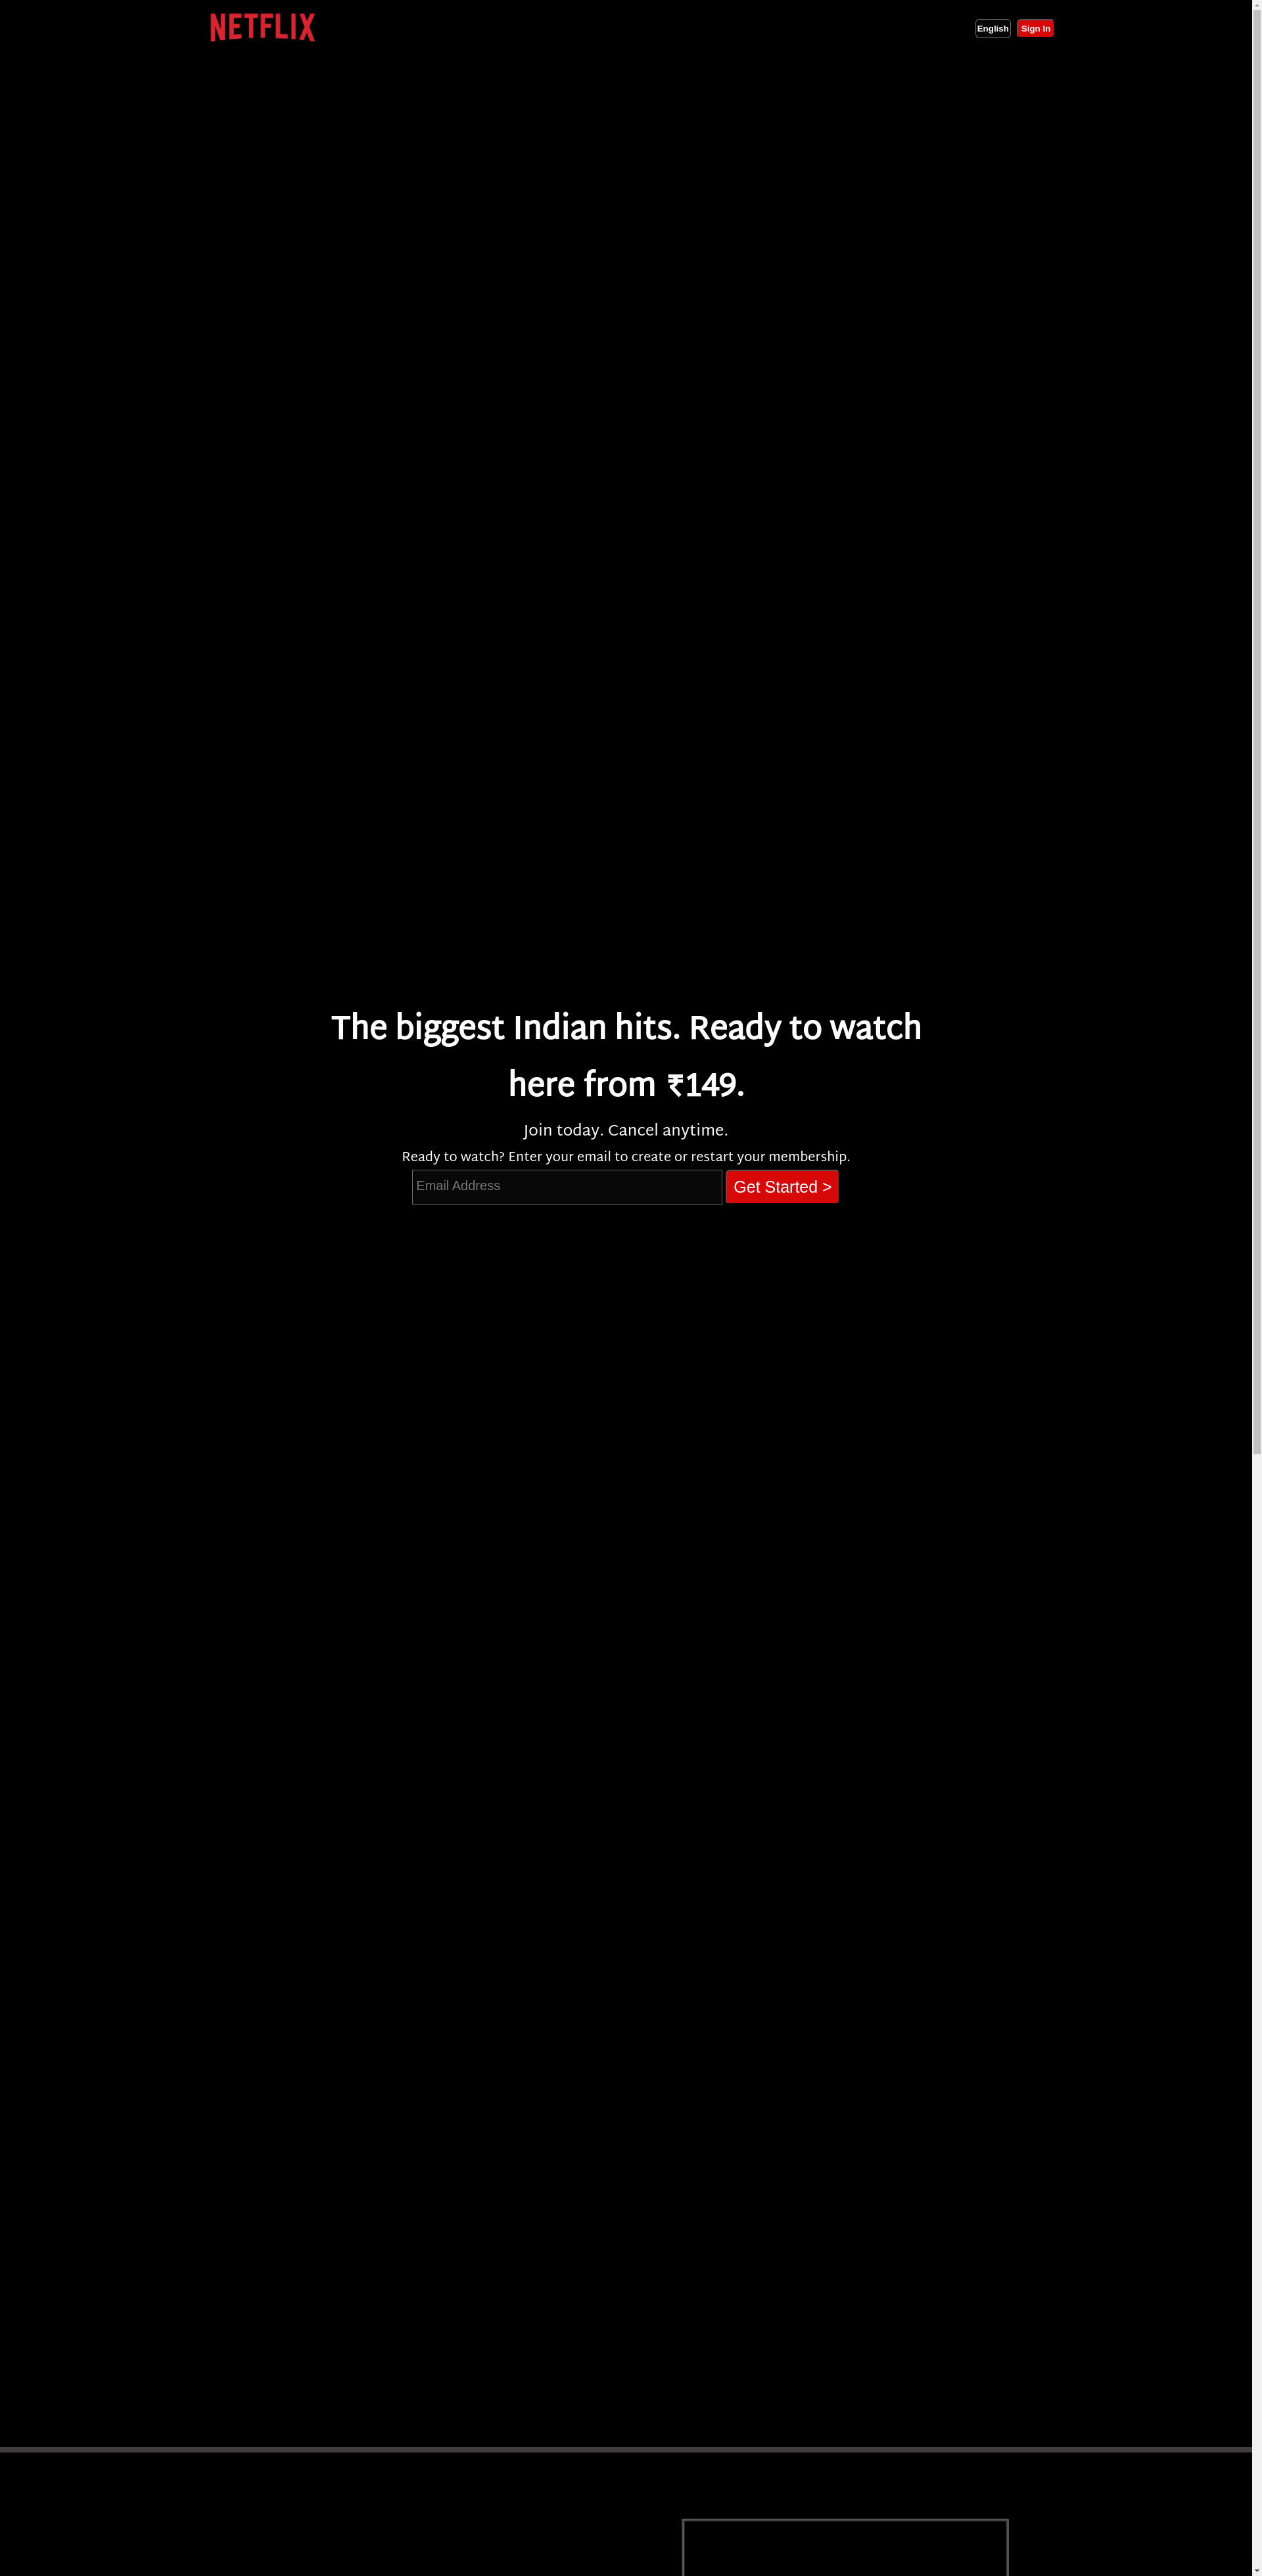 NETFLIX
English
Sign In
The biggest Indian hits. Ready to watch
here from ₹149.
Join today. Cancel anytime.
Ready to watch? Enter your email to create or restart your membership.
Email Address
Get Started >